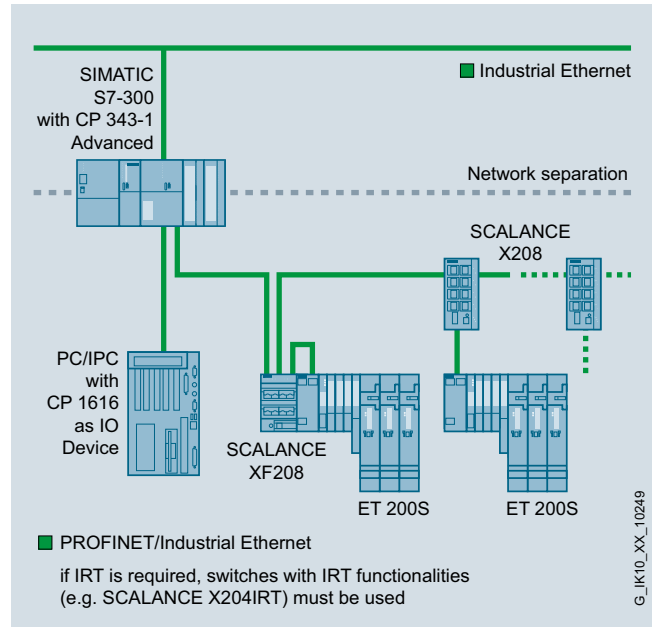 SIMATIC
S7-300
with CP 343-1
Advanced
Industrial Ethernet
Network separation
SCALANCE
X208
PC/IPC
with
CP 1616
as IO
Device
SCALANCE
XF208
ET 200S
ET 200S
PROFINET/Industrial Ethernet
if IRT is required, switches with IRT functionalities
(e.g. SCALANCE X204IRT) must be used
G_IK10_XX_10249